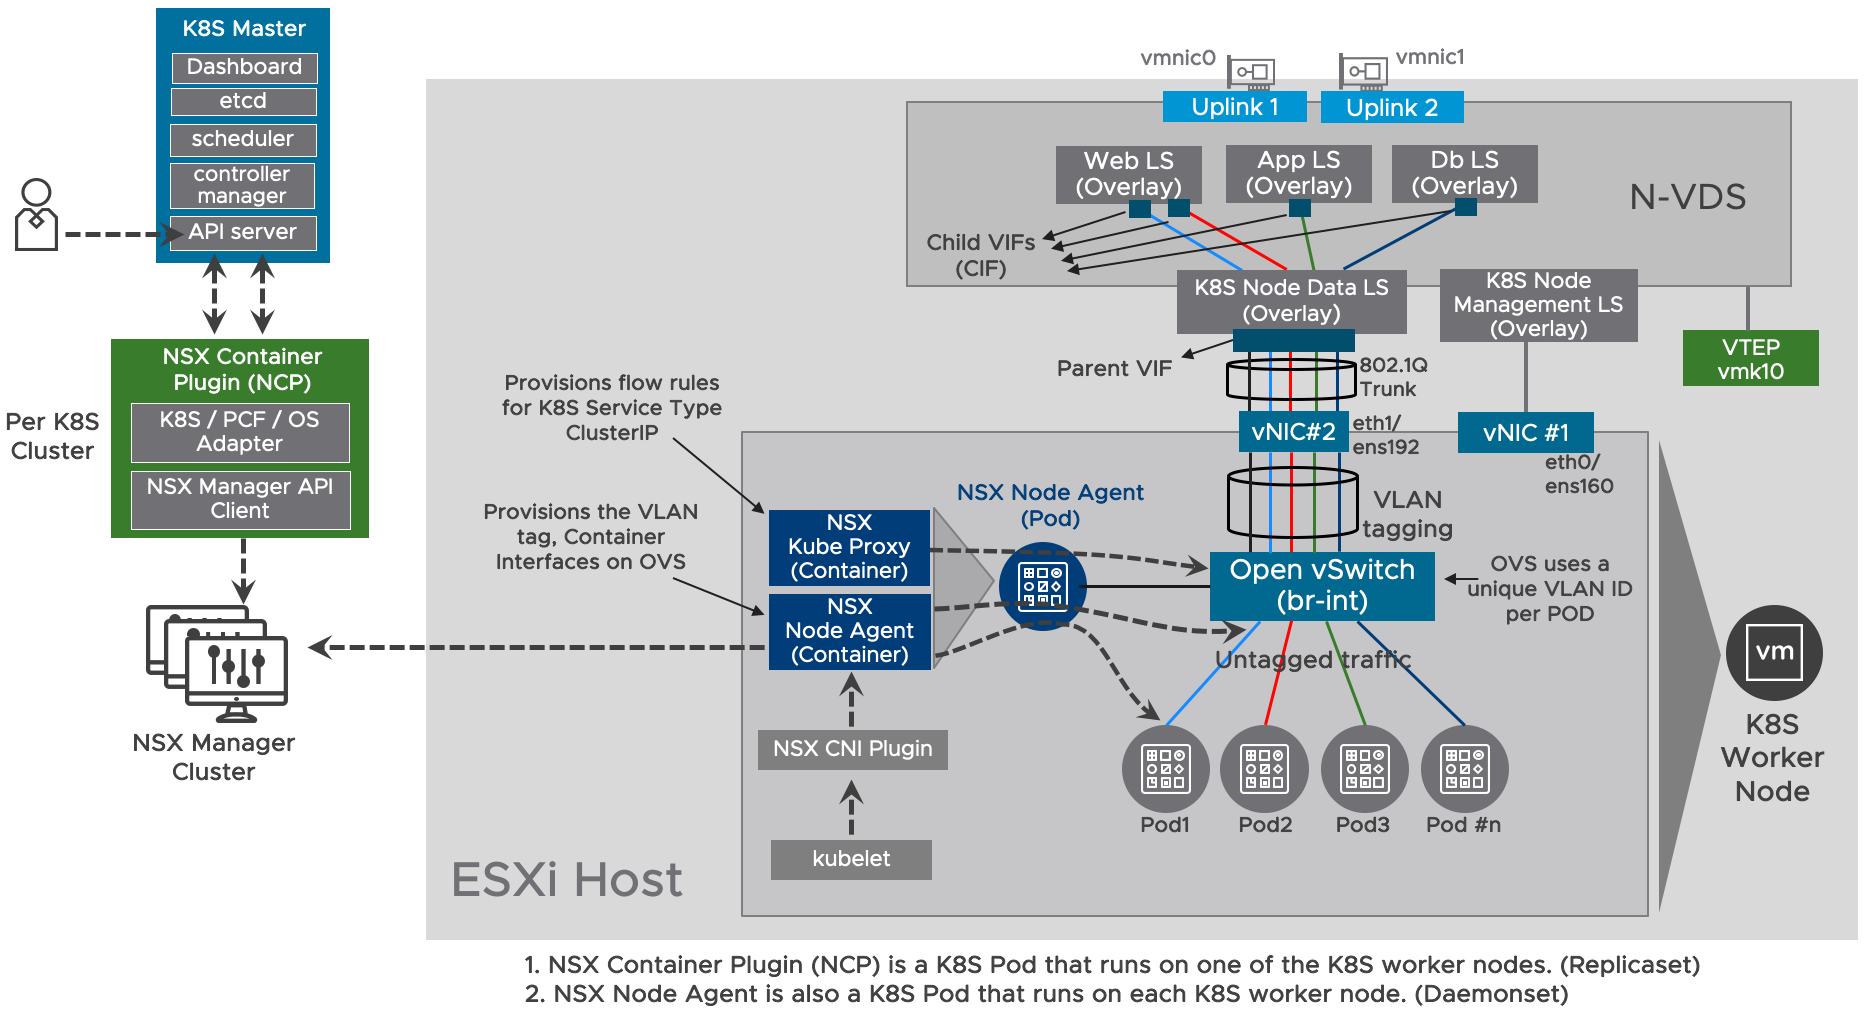 K8S Master
Dashboard
etcd
scheduler
controller
manager
API server
NSX Container
Plugin (NCP)
K8S / PCF / OS
Adapter
NSX Manager API
Client
Per K8S
Cluster
NSX Manager
Cluster
vmnic0
vmnic1
Uplink 1
Uplink 2
Web LS
(Overlay)
App LS
(Overlay)
Db LS
(Overlay)
N-VDS
Child VIFs
(CIF)
K8S Node Data LS
(Overlay)
K8S Node
Management LS
(Overlay)
VTEP
vmk10
Parent VIF
802.1Q
Trunk
Provisions flow rules
for K8S Service Type
ClusterIP
vNIC#2
eth1/
ens192
vNIC #1
eth0/
ens160
NSX Node Agent
(Pod)
VLAN
tagging
Provisions the VLAN
tag, Container
Interfaces on OVS
NSX
Kube Proxy
(Container)
NSX
Node Agent
(Container)
Open vSwitch
(br-int)
OVS uses a
unique VLAN ID
per POD
Untagged traffic
NSX CNI Plugin
kubelet
Pod1
Pod2
Pod3
Pod #n
vm
K8S
Worker
Node
ESXi Host
1. NSX Container Plugin (NCP) is a K8S Pod that runs on one of the K8S worker nodes. (Replicaset)
2. NSX Node Agent is also a K8S Pod that runs on each K8S worker node. (Daemonset)